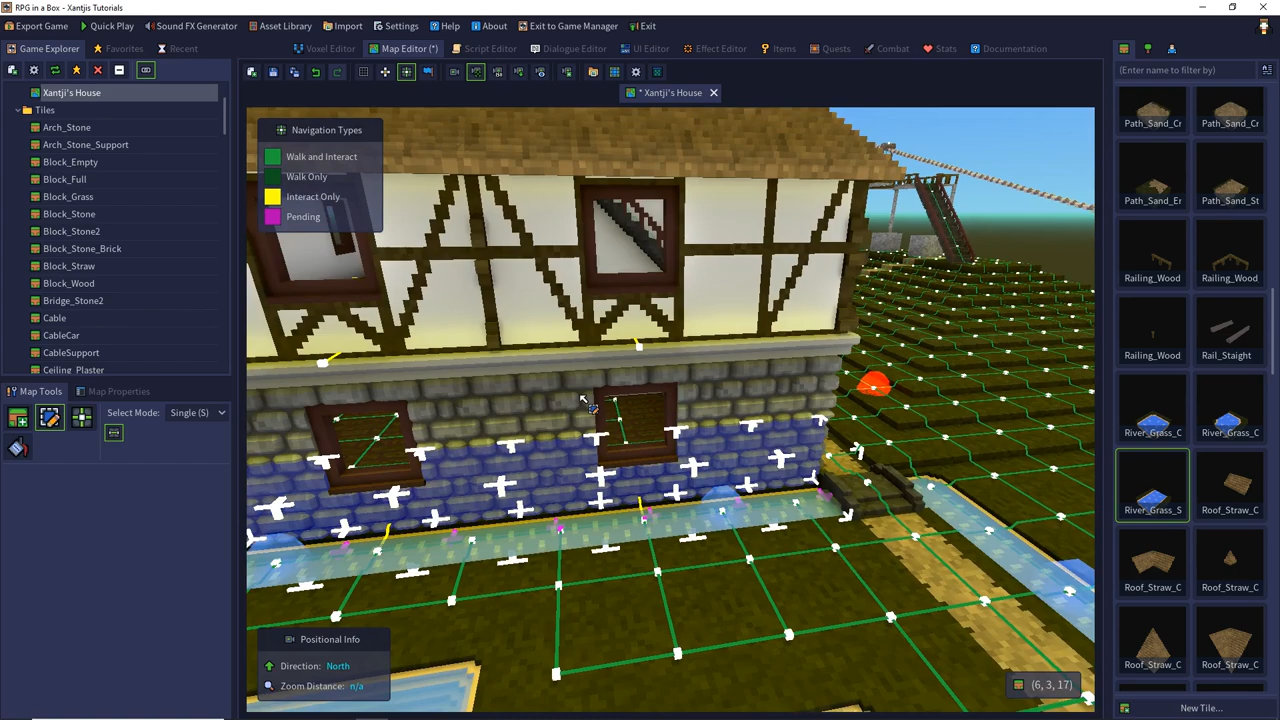 RPG in a Box - Xantjis Tutorials
Export Game Quick Play Sound FX Generator Asset Library Import Settings Help About Exit to Game Manager Exit
Game Explorer Favorites Recent
Voxel Editor Map Editor (*) Script Editor Dialogue Editor UI Editor Effect Editor Items Quests Combat Stats Documentation
(Enter name to filter by)
Xantji's House
* Xantji's House
Tiles
Arch_Stone
Arch_Stone_Support
Block_Empty
Block_Full
Block_Grass
Block_Stone
Block_Stone2
Block_Stone_Brick
Block_Straw
Block_Wood
Bridge_Stone2
Cable
CableCar
CableSupport
Ceiling_Plaster
Map Tools Map Properties
Select Mode: Single (S)
Navigation Types
Walk and Interact
Walk Only
Interact Only
Pending
Positional Info
Direction: North
Zoom Distance: n/a
(6, 3, 17)
Path_Sand_Cr Path_Sand_Cr
Path_Sand_Er Path_Sand_St
Railing_Wood Railing_Wood
Railing_Wood Rail_Staight
River_Grass_C River_Grass_C
River_Grass_S Roof_Straw_C
Roof_Straw_C Roof_Straw_C
Roof_Straw_C Roof_Straw_C
New Tile...